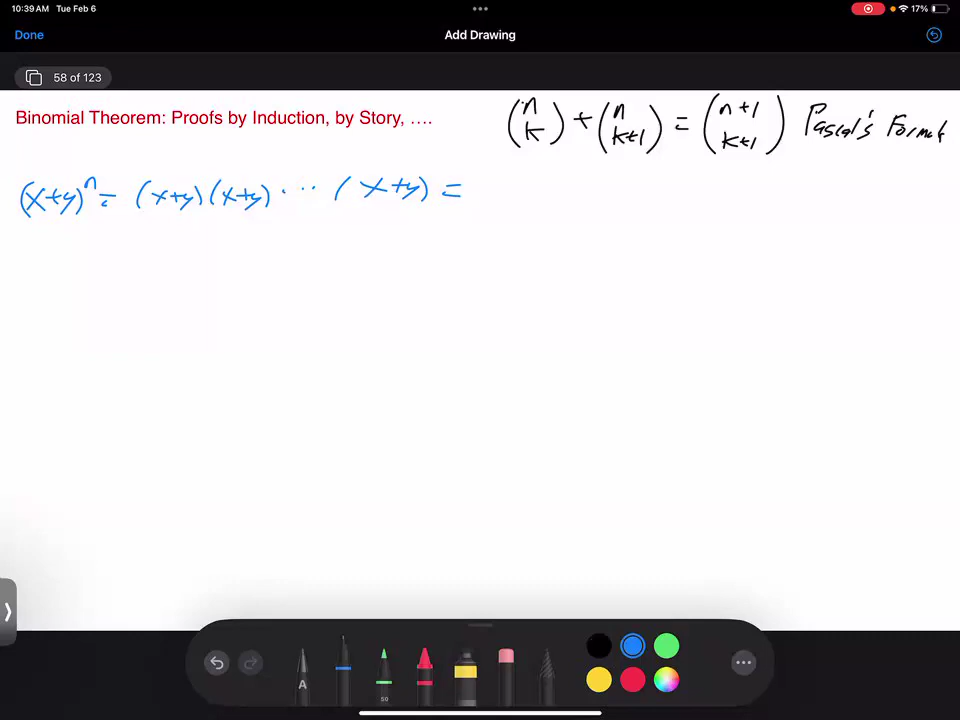 10:39 AM Tue Feb 6
17%
Done
Add Drawing
58 of 123
Binomial Theorem: Proofs by Induction, by Story, ....
(n k) + (n k+1) = (n+1 k+1) Pascal's
(x+y)^n = (x+y)(x+y) ... (x+y) =
A
50